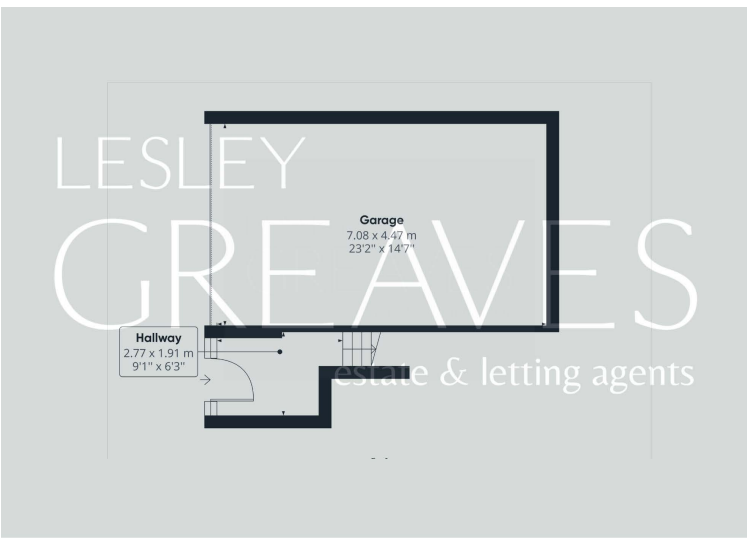 LESLEY
GREAVES
estate & letting agents
Garage
7.08 x 4.47 m
23'2" x 14'7"
Hallway
2.77 x 1.91 m
9'1" x 6'3"